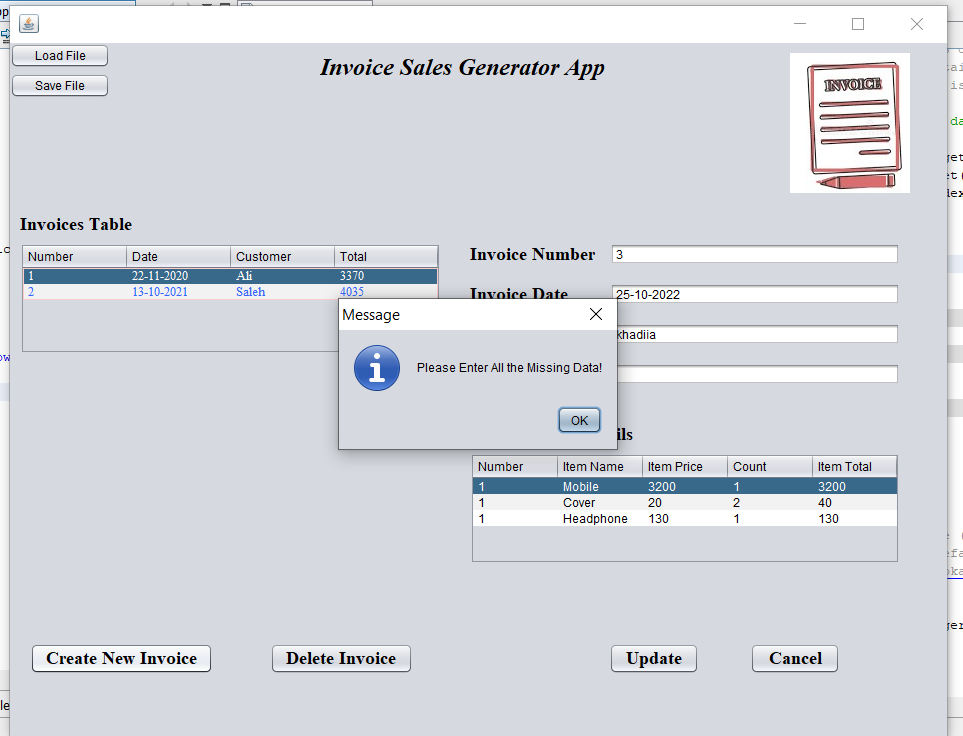 Load File
Save File
Invoice Sales Generator App
INVOICE
Invoices Table
Number Date Customer Total
1 22-11-2020 Ali 3370
2 13-10-2021 Saleh 4035
Invoice Number 3
Invoice Date 25-10-2022
khadiia
Message
Please Enter All the Missing Data!
OK
ils
Number Item Name Item Price Count Item Total
1 Mobile 3200 1 3200
1 Cover 20 2 40
1 Headphone 130 1 130
Create New Invoice
Delete Invoice
Update
Cancel